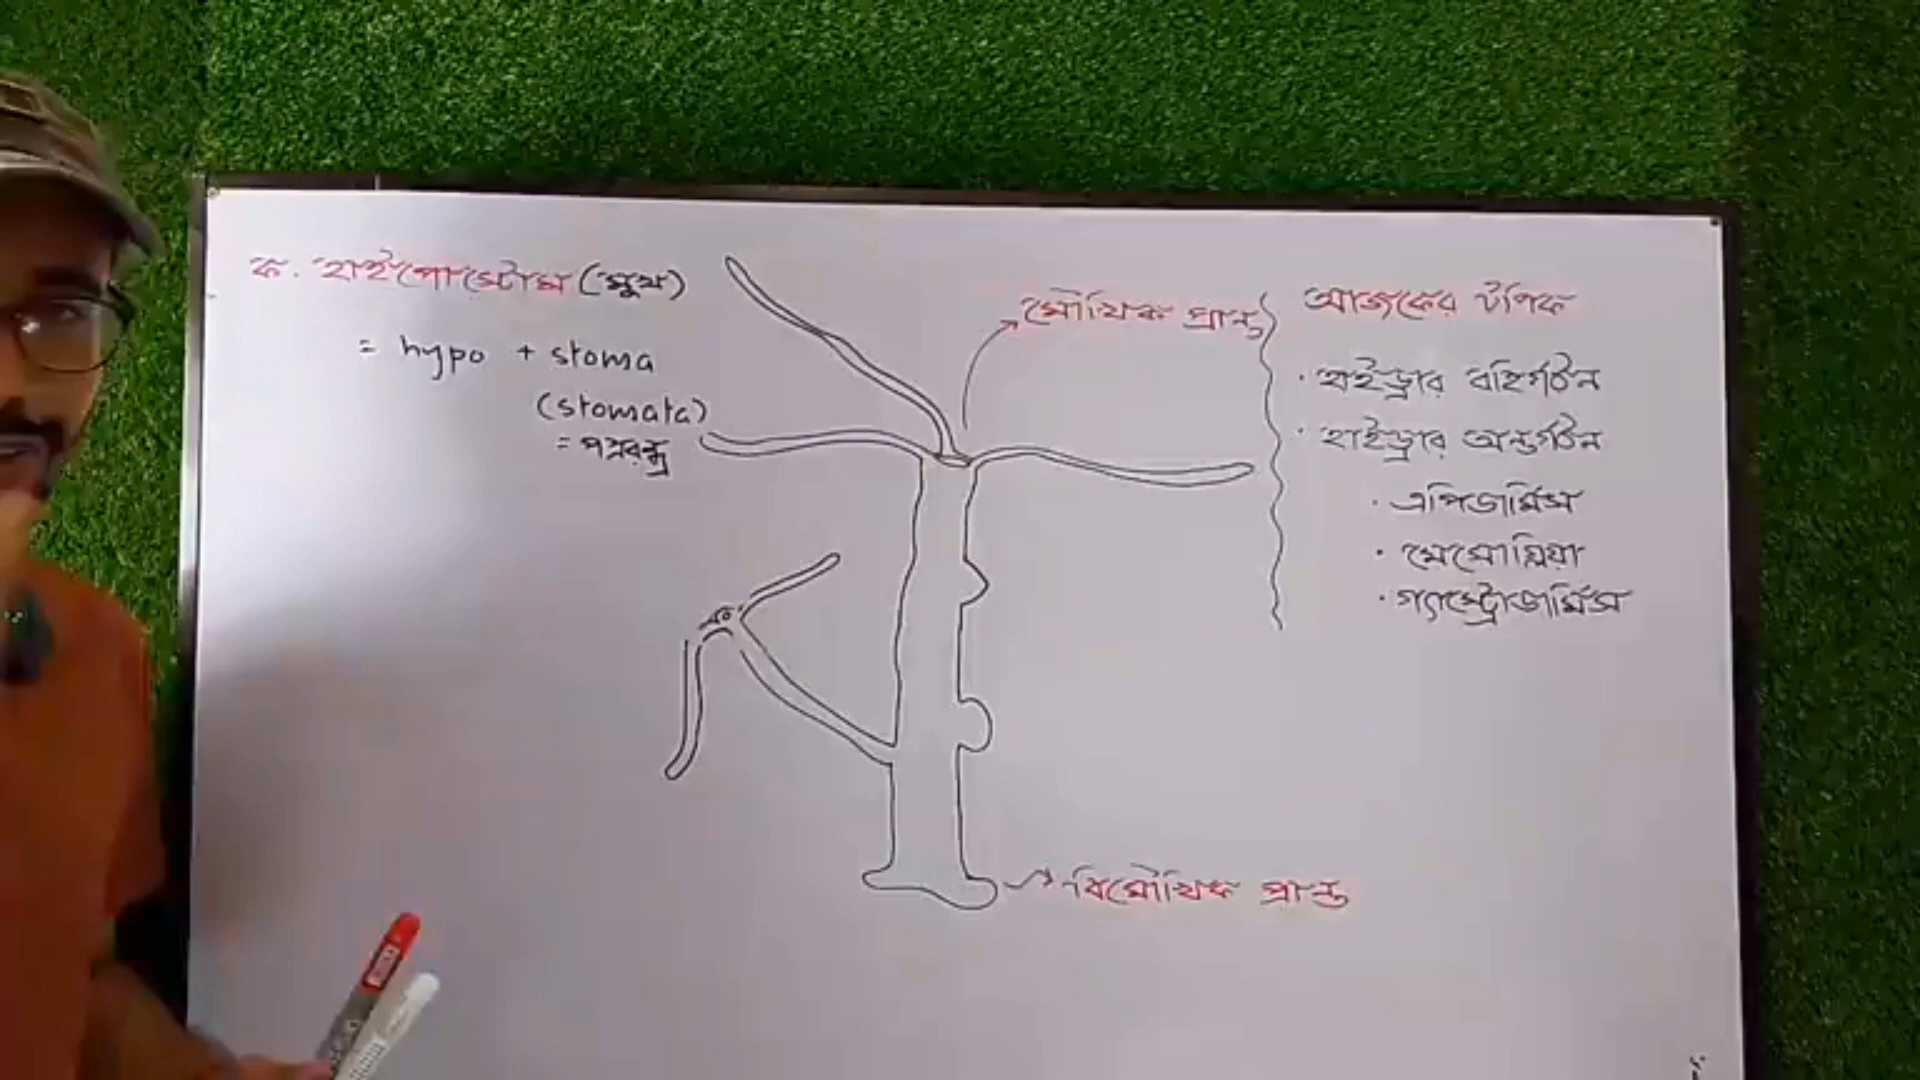 ক. হাইপোস্টোম (মুখ)
= hypo + stoma
(stomata)
= পত্ররন্ধ্র
মৌখিক প্রান্ত
আজকের টপিক
· হাইড্রার বহির্গঠন
· হাইড্রার অন্তর্গঠন
· এপিডার্মিস
· মেসোগ্লিয়া
· গ্যাস্ট্রোডার্মিস
বিমৌখিক প্রান্ত